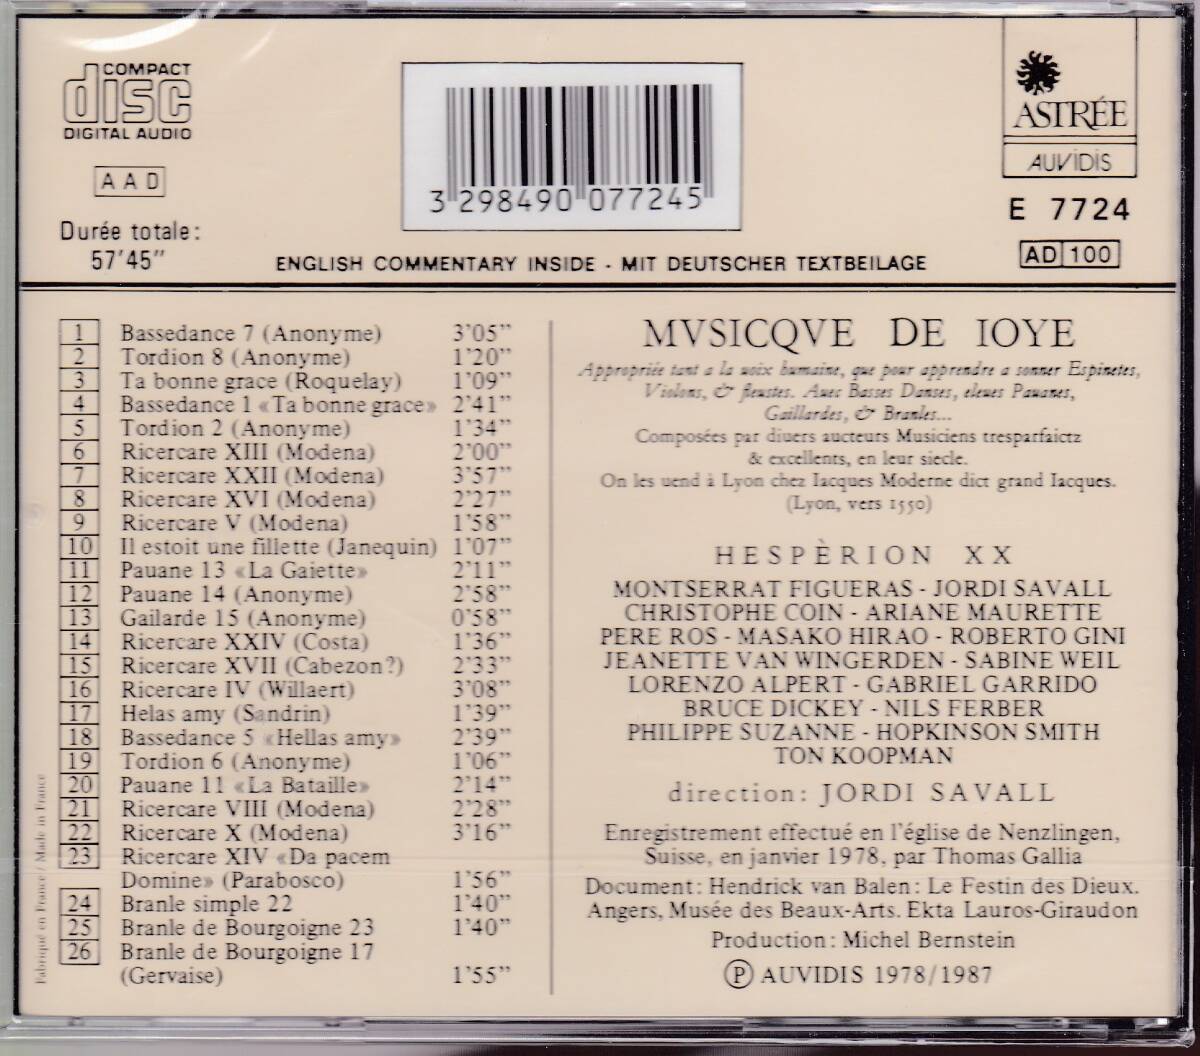 COMPACT
disc
DIGITAL AUDIO
AAD
Durée totale:
57'45"
3 298490 077245
ENGLISH COMMENTARY INSIDE - MIT DEUTSCHER TEXTBEILAGE
ASTRÉE
AUVIDIS
E 7724
AD 100
1 Bassedance 7 (Anonyme) 3'05"
2 Tordion 8 (Anonyme) 1'20"
3 Ta bonne grace (Roquelay) 1'09"
4 Bassedance 1 «Ta bonne grace» 2'41"
5 Tordion 2 (Anonyme) 1'34"
6 Ricercare XIII (Modena) 2'00"
7 Ricercare XXII (Modena) 3'57"
8 Ricercare XVI (Modena) 2'27"
9 Ricercare V (Modena) 1'58"
10 Il estoit une fillette (Janequin) 1'07"
11 Pauane 13 «La Gaiette» 2'11"
12 Pauane 14 (Anonyme) 2'58"
13 Gailarde 15 (Anonyme) 0'58"
14 Ricercare XXIV (Costa) 1'36"
15 Ricercare XVII (Cabezon?) 2'33"
16 Ricercare IV (Willaert) 3'08"
17 Helas amy (Sandrin) 1'39"
18 Bassedance 5 «Hellas amy» 2'39"
19 Tordion 6 (Anonyme) 1'06"
20 Pauane 11 «La Bataille» 2'14"
21 Ricercare VIII (Modena) 2'28"
22 Ricercare X (Modena) 3'16"
23 Ricercare XIV «Da pacem
Domine» (Parabosco) 1'56"
24 Branle simple 22 1'40"
25 Branle de Bourgoigne 23 1'40"
26 Branle de Bourgoigne 17
(Gervaise) 1'55"
Fabriqué en France / Made in France
MVSICQVE DE IOYE
Appropriée tant a la uoix humaine, que pour apprendre a sonner Espinetes,
Violons, & fleustes. Auec Basses Danses, eleues Pauanes,
Gaillardes, & Branles...
Composées par diuers aucteurs Musiciens tresparfaictz
& excellents, en leur siecle.
On les uend à Lyon chez Iacques Moderne dict grand Iacques.
(Lyon, vers 1550)
HESPÈRION XX
MONTSERRAT FIGUERAS - JORDI SAVALL
CHRISTOPHE COIN - ARIANE MAURETTE
PERE ROS - MASAKO HIRAO - ROBERTO GINI
JEANETTE VAN WINGERDEN - SABINE WEIL
LORENZO ALPERT - GABRIEL GARRIDO
BRUCE DICKEY - NILS FERBER
PHILIPPE SUZANNE - HOPKINSON SMITH
TON KOOPMAN
direction: JORDI SAVALL
Enregistrement effectué en l'église de Nenzlingen,
Suisse, en janvier 1978, par Thomas Gallia
Document: Hendrick van Balen: Le Festin des Dieux.
Angers, Musée des Beaux-Arts. Ekta Lauros-Giraudon
Production: Michel Bernstein
Ⓟ AUVIDIS 1978/1987